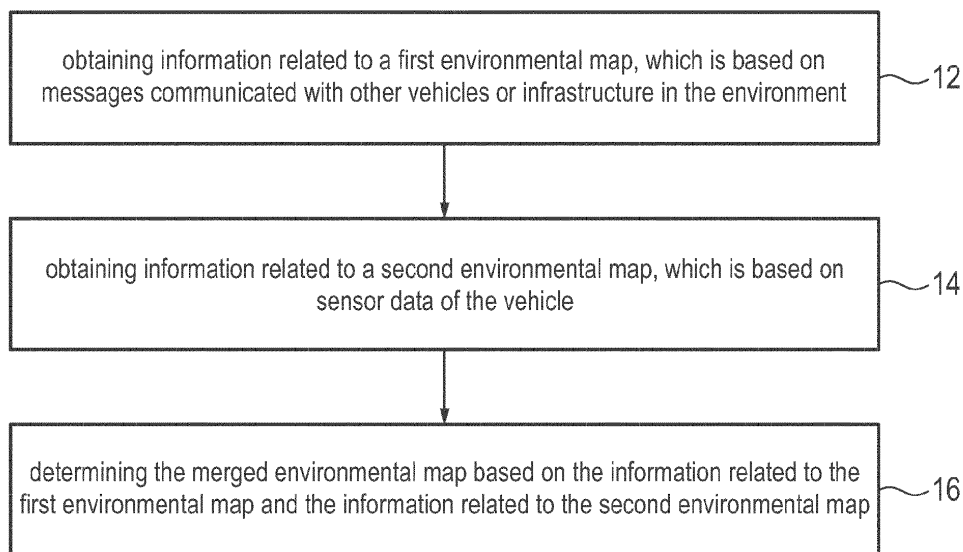 obtaining information related to a first environmental map, which is based on
messages communicated with other vehicles or infrastructure in the environment
12
obtaining information related to a second environmental map, which is based on
sensor data of the vehicle
14
determining the merged environmental map based on the information related to the
first environmental map and the information related to the second environmental map
16